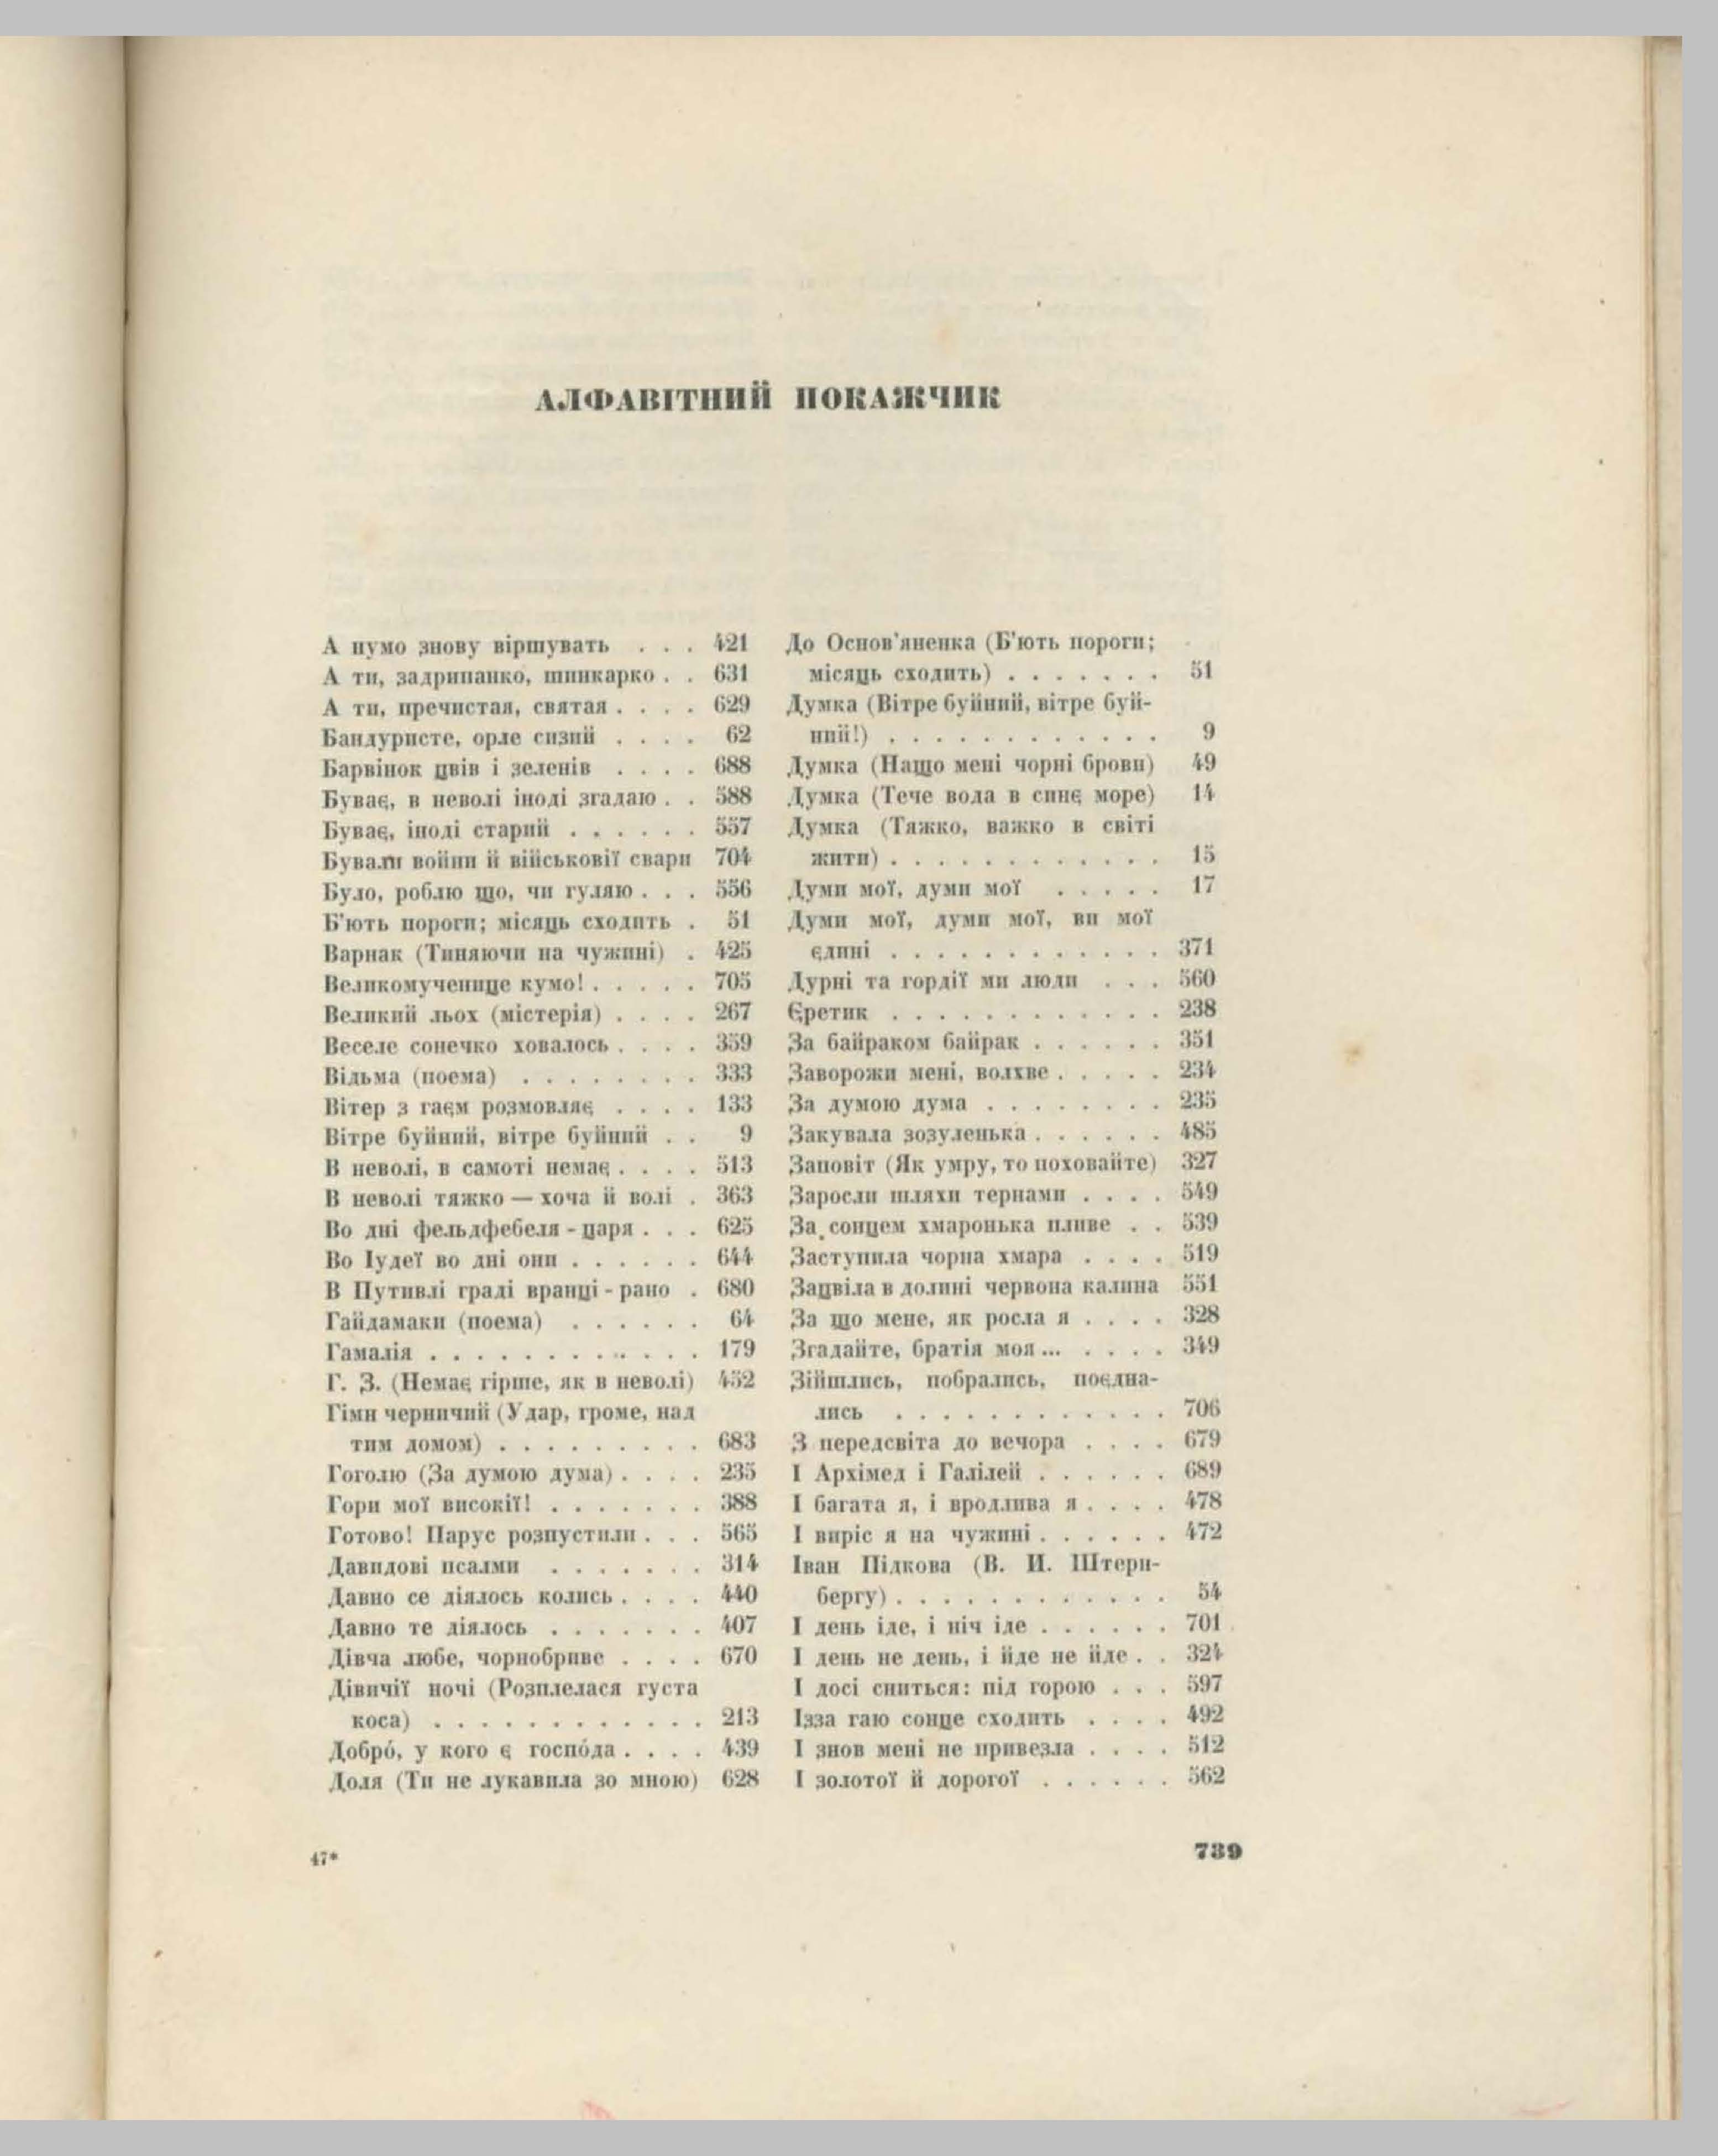 АЛФАВІТНИЙ ПОКАЖЧИК
А нумо знову віршувать . . . 421
А ти, задрипанко, шинкарко . . 631
А ти, пречистая, святая . . . . 629
Бандуристе, орле сизий . . . . 62
Барвінок цвів і зеленів . . . . 688
Буває, в неволі іноді згадаю . . 588
Буває, іноді старий . . . . . . 557
Бували войни й військовії свари 704
Було, роблю що, чи гуляю . . . 556
Б'ють пороги; місяць сходить . 51
Варнак (Тиняючи на чужині) . 425
Великомученице кумо! . . . . . 705
Великий льох (містерія) . . . . 267
Веселе сонечко ховалось . . . . 359
Відьма (поема) . . . . . . . . 333
Вітер з гаєм розмовляє . . . . 133
Вітре буйний, вітре буйний . . 9
В неволі, в самоті немає . . . . 513
В неволі тяжко — хоча й волі . 363
Во дні фельдфебеля - царя . . . 625
Во Іудеї во дні они . . . . . . 644
В Путивлі граді вранці - рано . 680
Гайдамаки (поема) . . . . . . 64
Гамалія . . . . . . . . . . . . 179
Г. З. (Немає гірше, як в неволі) 452
Гімн черничий (Удар, громе, над
тим домом) . . . . . . . . . 683
Гоголю (За думою дума) . . . . 235
Гори мої високії! . . . . . . . 388
Готово! Парус розпустили . . . 565
Давидові псалми . . . . . . . 314
Давно се діялось колись . . . . 440
Давно те діялось . . . . . . . 407
Дівча любе, чорнобриве . . . . 670
Дівичії ночі (Розплелася густа
коса) . . . . . . . . . . . . 213
Добро́, у кого є госпо́да . . . . 439
Доля (Ти не лукавила зо мною) 628
До Основ'яненка (Б'ють пороги;
місяць сходить) . . . . . . . 51
Думка (Вітре буйний, вітре буй-
ний!) . . . . . . . . . . . . 9
Думка (Нащо мені чорні брови) 49
Думка (Тече вода в синє море) 14
Думка (Тяжко, важко в світі
жити) . . . . . . . . . . . . 15
Думи мої, думи мої . . . . . 17
Думи мої, думи мої, ви мої
єдині . . . . . . . . . . . . 371
Дурні та гордії ми люди . . . 560
Єретик . . . . . . . . . . . . 238
За байраком байрак . . . . . . 351
Заворожи мені, волхве . . . . . 234
За думою дума . . . . . . . . 235
Закувала зозуленька . . . . . . 485
Заповіт (Як умру, то поховайте) 327
Заросли шляхи тернами . . . . 549
За сонцем хмаронька пливе . . 539
Заступила чорна хмара . . . . 519
Зацвіла в долині червона калина 551
За що мене, як росла я . . . . 328
Згадайте, братія моя ... . . . . 349
Зійшлись, побрались, поєдна-
лись . . . . . . . . . . . . 706
З передсвіта до вечора . . . . 679
І Архімед і Галілей . . . . . . 689
І багата я, і вродлива я . . . . 478
І виріс я на чужині . . . . . . 472
Іван Підкова (В. И. Штерн-
бергу) . . . . . . . . . . . . 54
І день іде, і ніч іде . . . . . . 701
І день не день, і йде не йде . . 324
І досі сниться: під горою . . . 597
Ізза гаю сонце сходить . . . . 492
І знов мені не привезла . . . . 512
І золотої й дорогої . . . . . . 562
47*
739